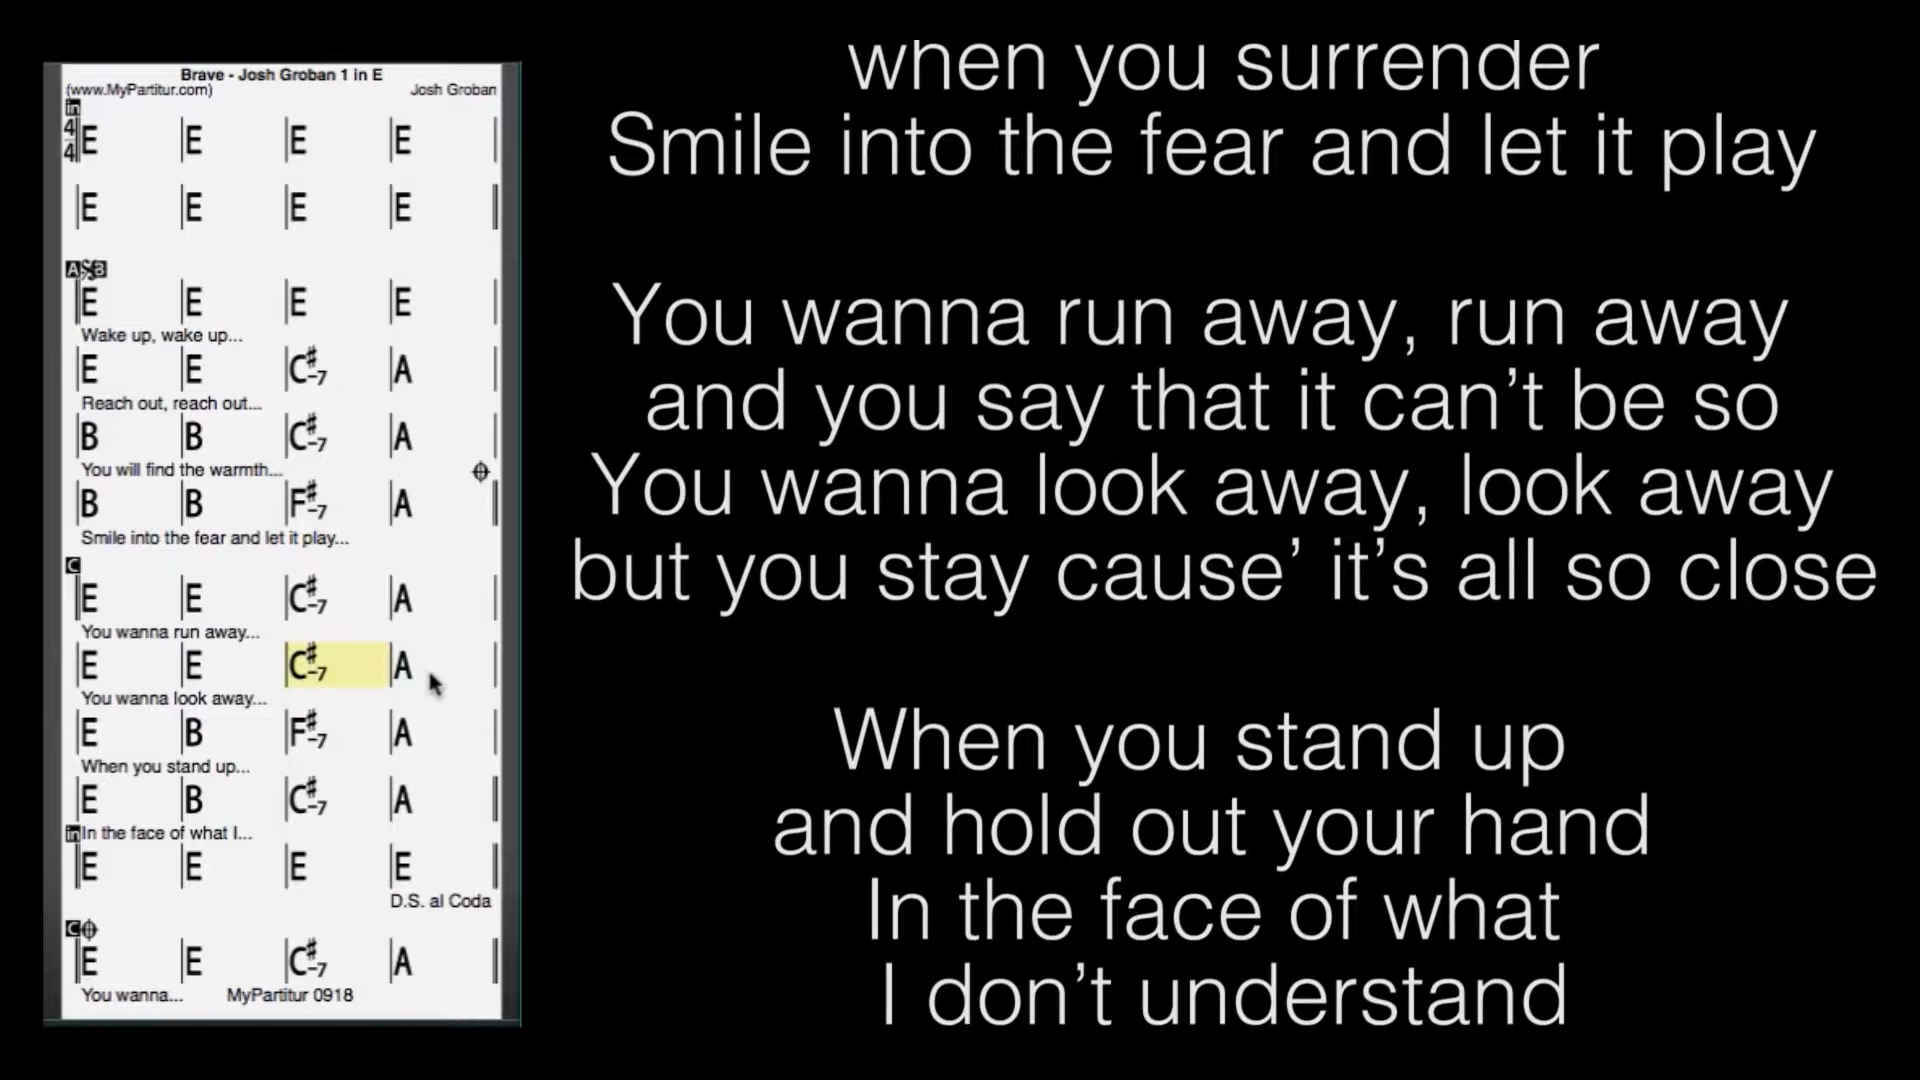 Brave - Josh Groban 1 in E
(www.MyPartitur.com) Josh Groban
in
4/4 E E E E
E E E E
A 𝄋 B
E E E E
Wake up, wake up...
E E C#-7 A
Reach out, reach out...
B B C#-7 A
You will find the warmth...
B B F#-7 A
Smile into the fear and let it play...
C
E E C#-7 A
You wanna run away...
E E C#-7 A
You wanna look away...
E B F#-7 A
When you stand up...
E B C#-7 A
in In the face of what I...
E E E E
D.S. al Coda
C
E E C#-7 A
You wanna... MyPartitur 0918
when you surrender
Smile into the fear and let it play
You wanna run away, run away
and you say that it can’t be so
You wanna look away, look away
but you stay cause’ it’s all so close
When you stand up
and hold out your hand
In the face of what
I don’t understand